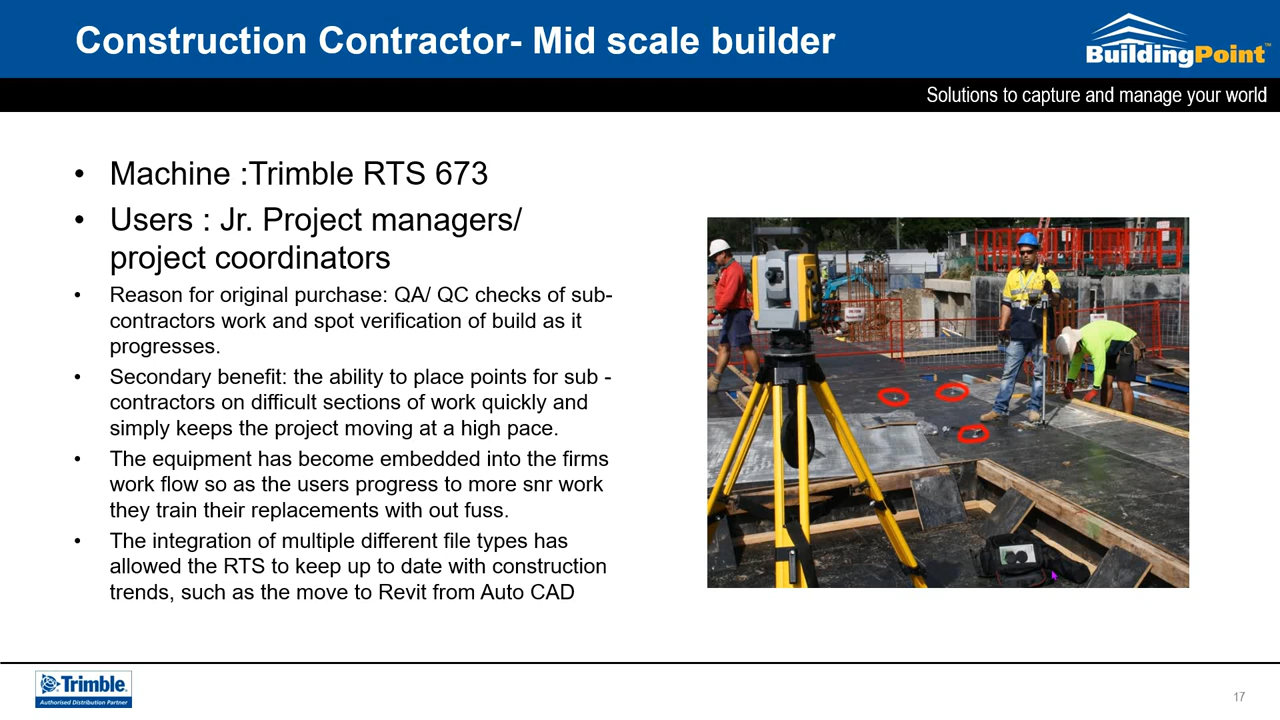 Construction Contractor- Mid scale builder
BuildingPoint™
Solutions to capture and manage your world
• Machine :Trimble RTS 673
• Users : Jr. Project managers/
project coordinators
• Reason for original purchase: QA/ QC checks of sub-
contractors work and spot verification of build as it
progresses.
• Secondary benefit: the ability to place points for sub -
contractors on difficult sections of work quickly and
simply keeps the project moving at a high pace.
• The equipment has become embedded into the firms
work flow so as the users progress to more snr work
they train their replacements with out fuss.
• The integration of multiple different file types has
allowed the RTS to keep up to date with construction
trends, such as the move to Revit from Auto CAD
Trimble.
Authorised Distribution Partner
17